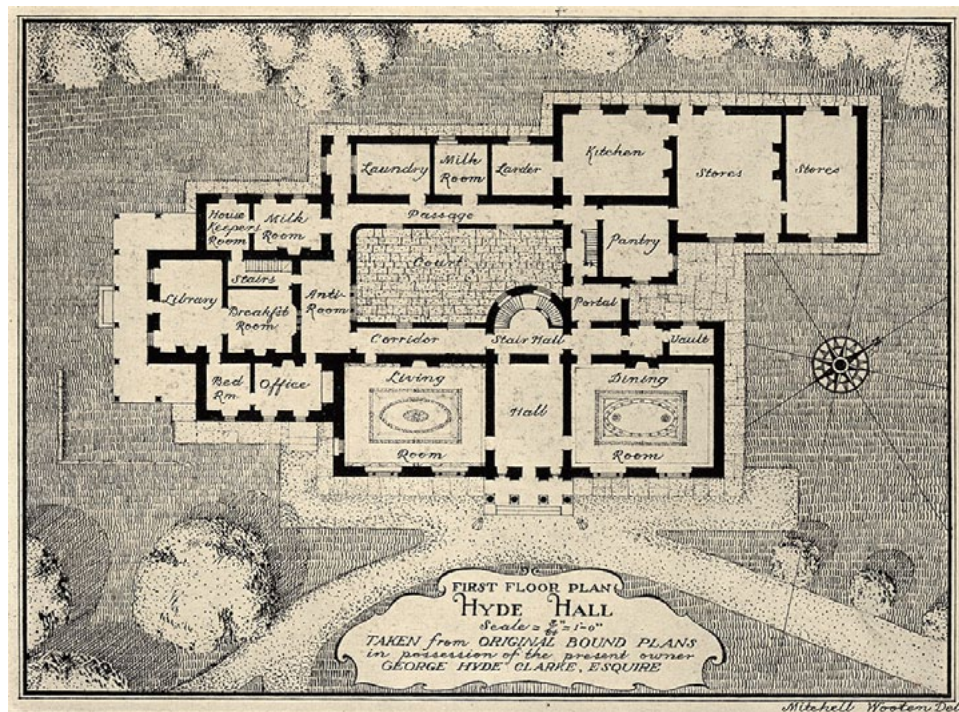 Kitchen
Stores
Stores
Laundry
Milk
Room
Larder
House
Keepers
Room
Milk
Room
Passage
Pantry
Court
Stairs
Library
Breakfst
Room
Anti-
Room
Portal
Corridor
Stair Hall
Vault
Bed
Rm.
Office
Living
Room
Hall
Dining
Room
FIRST FLOOR PLAN
HYDE HALL
TAKEN from ORIGINAL BOUND PLANS
in possession of the present owner
GEORGE HYDE CLARKE, ESQUIRE
Mitchell Wooten Del